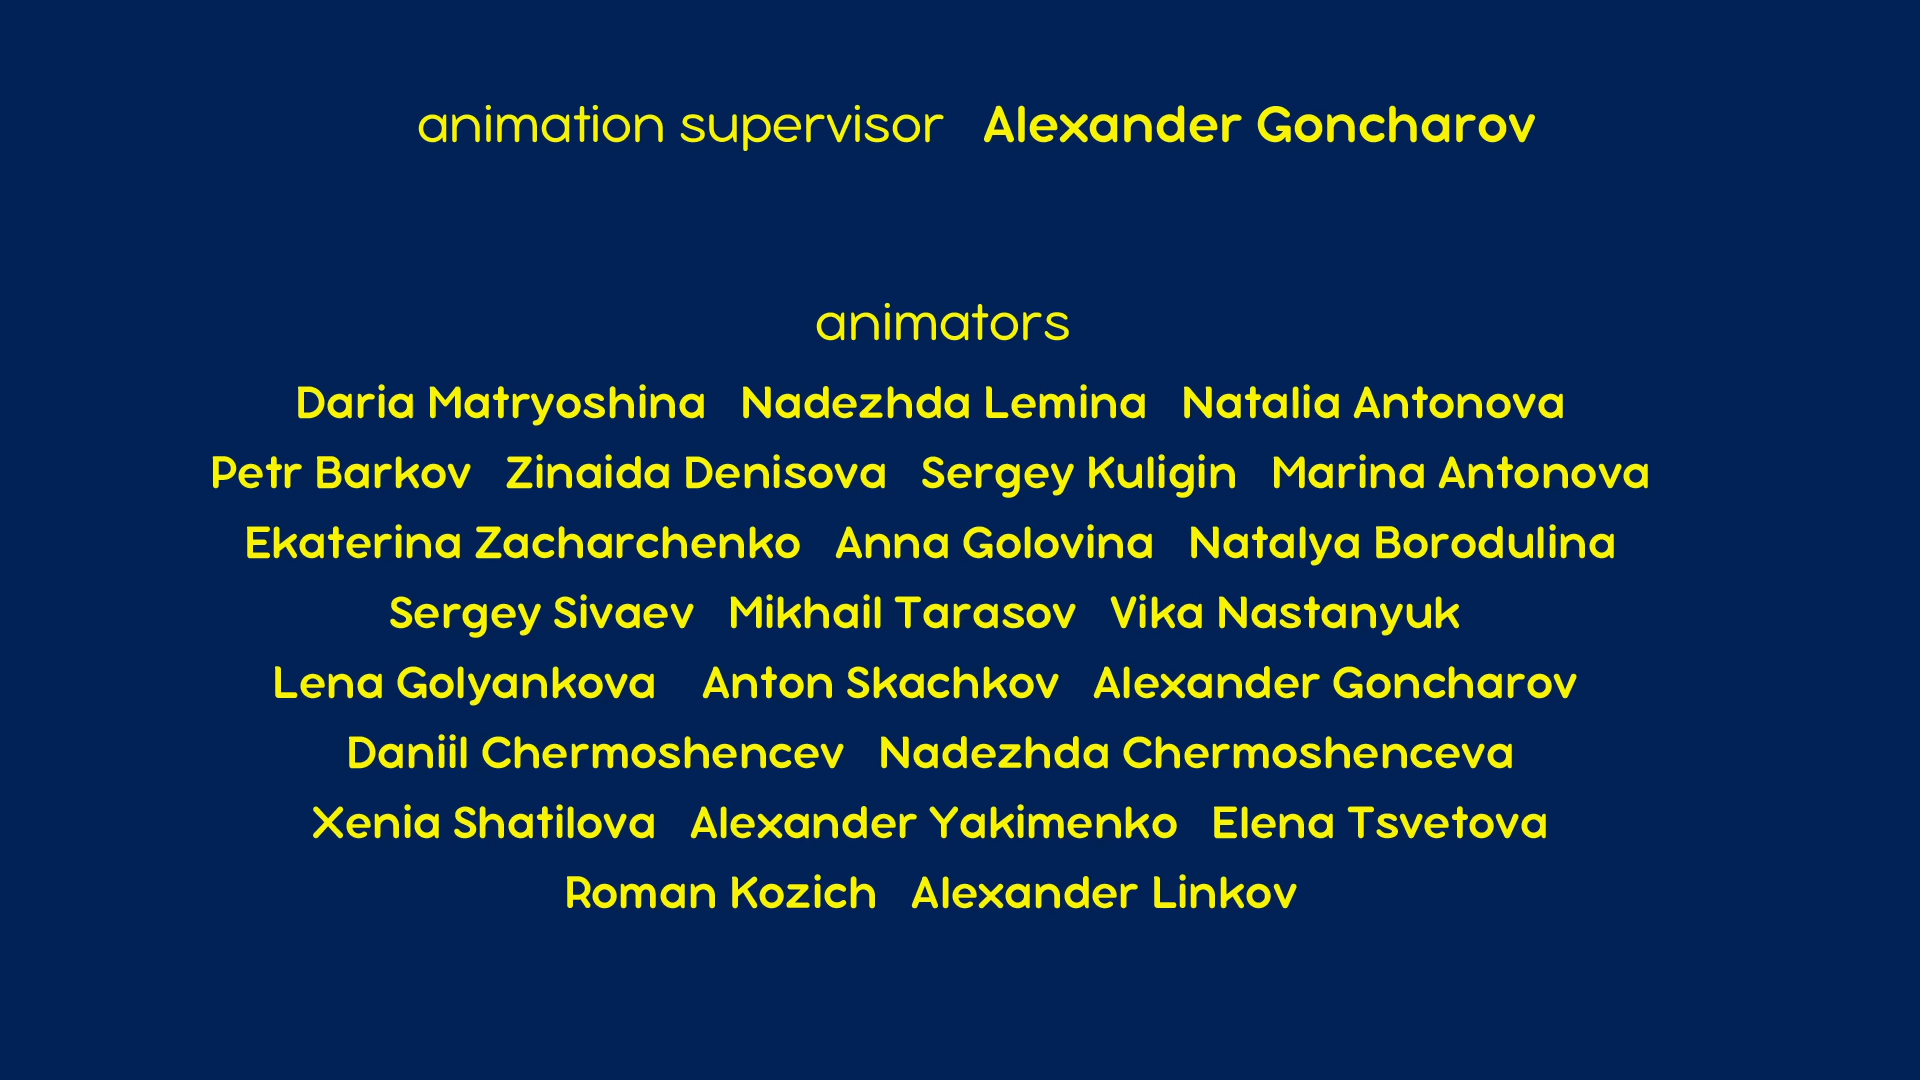 animation supervisor Alexander Goncharov
animators
Daria Matryoshina Nadezhda Lemina Natalia Antonova
Petr Barkov Zinaida Denisova Sergey Kuligin Marina Antonova
Ekaterina Zacharchenko Anna Golovina Natalya Borodulina
Sergey Sivaev Mikhail Tarasov Vika Nastanyuk
Lena Golyankova Anton Skachkov Alexander Goncharov
Daniil Chermoshencev Nadezhda Chermoshenceva
Xenia Shatilova Alexander Yakimenko Elena Tsvetova
Roman Kozich Alexander Linkov